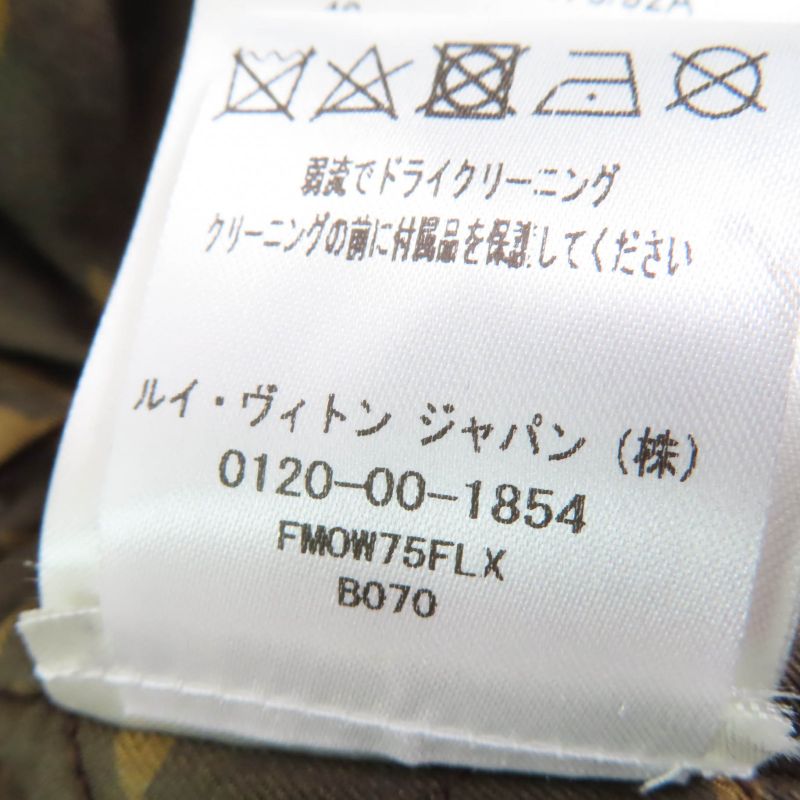 弱流でドライクリーニング
クリーニングの前に付属品を保護してください
ルイ・ヴィトン ジャパン (株)
0120-00-1854
FMOW75FLX
B070